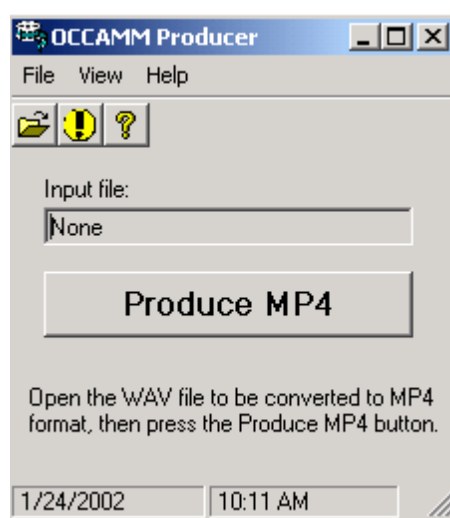 OCCAMM Producer
File View Help
Input file:
None
Produce MP4
Open the WAV file to be converted to MP4
format, then press the Produce MP4 button.
1/24/2002 10:11 AM